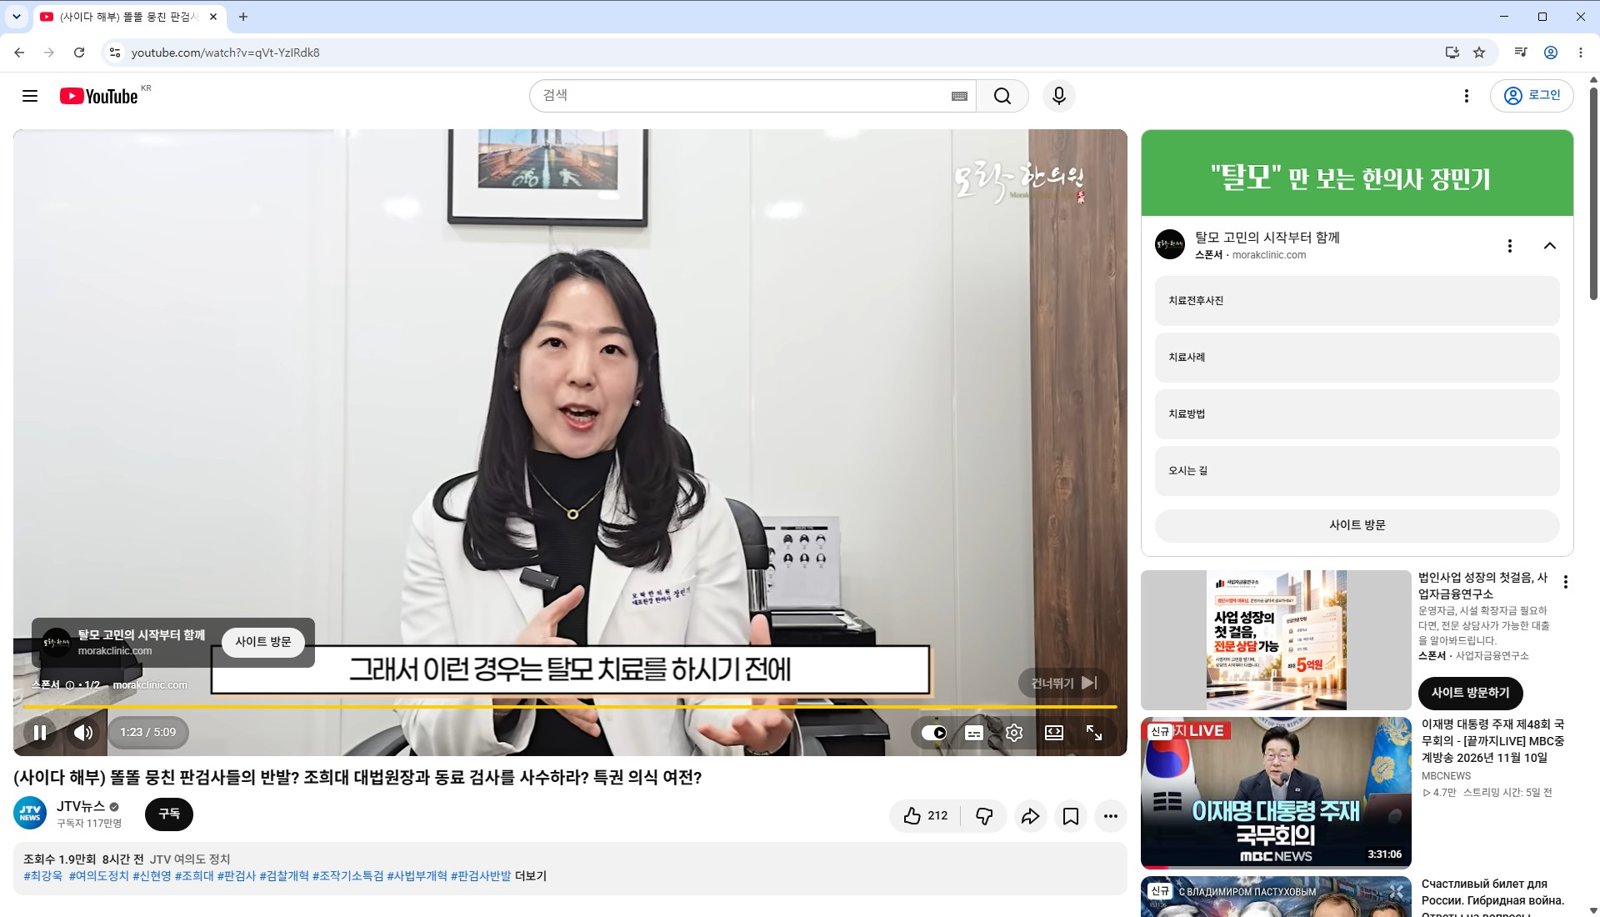 (사이다 해부) 똘똘 뭉친 판검사
youtube.com/watch?v=qVt-YzIRdk8
YouTube KR
검색
로그인
모락한의원
탈모 고민의 시작부터 함께
morakclinic.com
사이트 방문
그래서 이런 경우는 탈모 치료를 하시기 전에
스폰서 · 1/2 morakclinic.com
건너뛰기
1:23 / 5:09
(사이다 해부) 똘똘 뭉친 판검사들의 반발? 조희대 대법원장과 동료 검사를 사수하라? 특권 의식 여전?
JTV NEWS
JTV뉴스
구독자 117만명
구독
212
조회수 1.9만회 8시간 전 JTV 여의도 정치
#최강욱 #여의도정치 #신현영 #조희대 #판검사 #검찰개혁 #조작기소특검 #사법부개혁 #판검사반발 더보기
"탈모" 만 보는 한의사 장민기
탈모 고민의 시작부터 함께
스폰서 · morakclinic.com
치료전후사진
치료사례
치료방법
오시는 길
사이트 방문
사업자금융연구소
사업 성장의
첫 걸음,
전문 상담 가능
5억원
법인사업 성장의 첫걸음, 사
업자금융연구소
운영자금, 시설 확장자금 필요하
다면, 전문 상담사가 가능한 대출
을 알아봐드립니다.
스폰서 · 사업자금융연구소
사이트 방문하기
신규
지 LIVE
이재명 대통령 주재
국무회의
MBC NEWS
3:31:06
이재명 대통령 주재 제48회 국
무회의 - [끝까지LIVE] MBC중
계방송 2026년 11월 10일
MBCNEWS
4.7만 스트리밍 시간: 5일 전
신규
С ВЛАДИМИРОМ ПАСТУХОВЫМ
Счастливый билет для
России. Гибридная война.
Ответы на вопросы